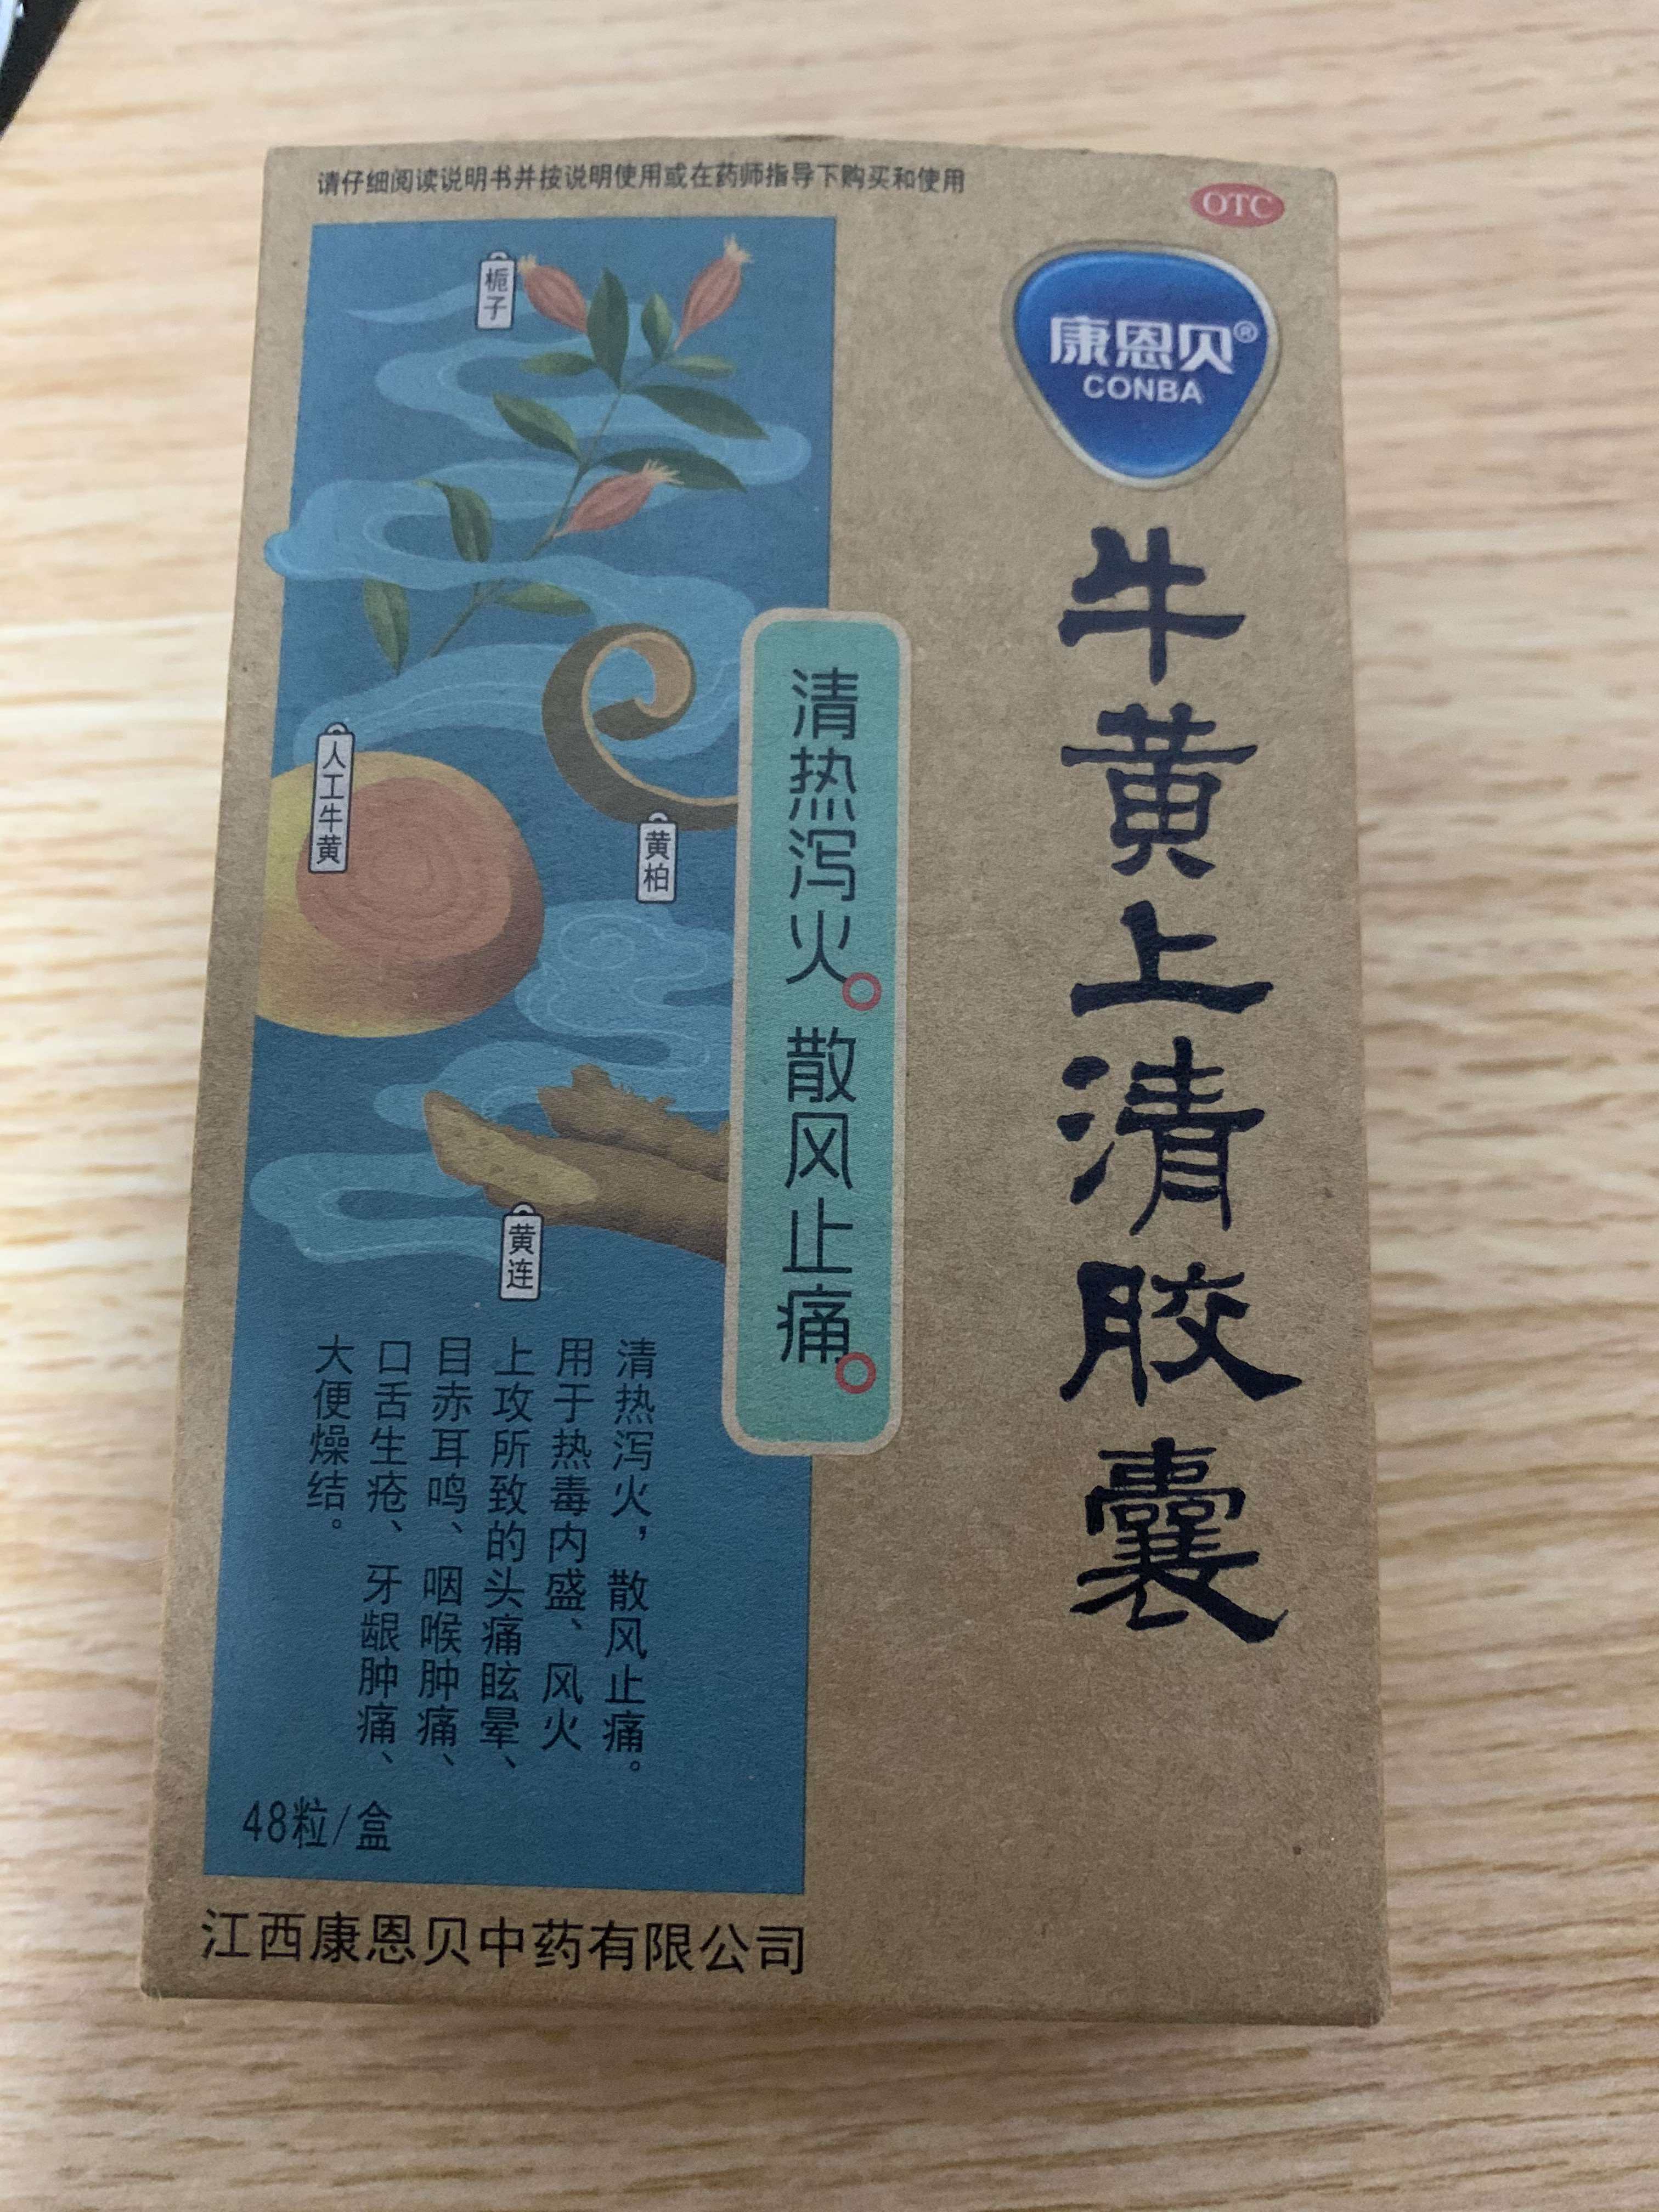 请仔细阅读说明书并按说明使用或在药师指导下购买和使用
OTC
康恩贝®
CONBA
牛黄上清胶囊
清热泻火。散风止痛。
栀子
人工牛黄
黄柏
黄连
清热泻火，散风止痛。
用于热毒内盛、风火
上攻所致的头痛眩晕、
目赤耳鸣、咽喉肿痛、
口舌生疮、牙龈肿痛、
大便燥结。
48粒/盒
江西康恩贝中药有限公司